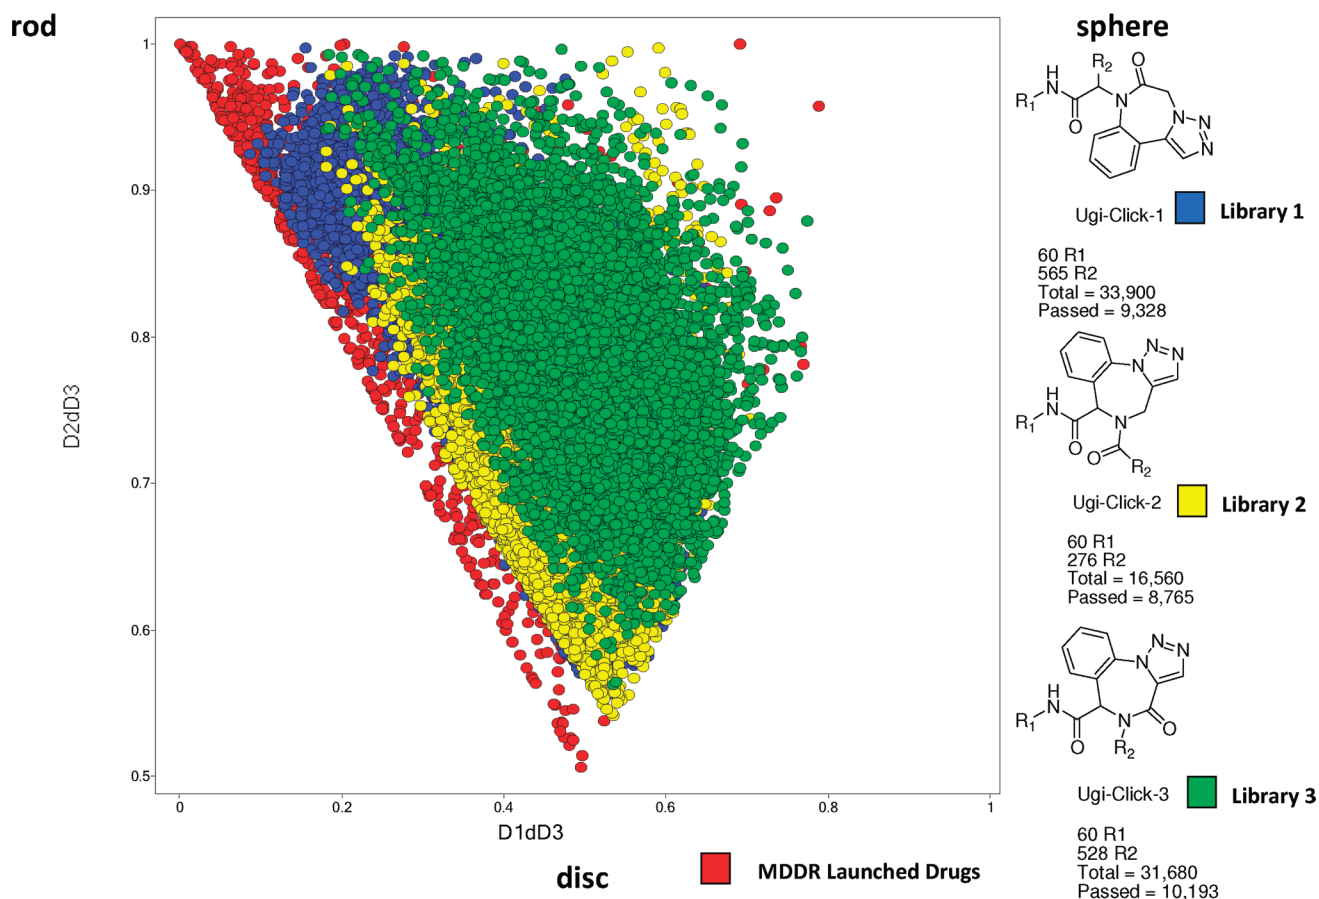 rod
sphere
1
0.9
0.8
0.7
0.6
0.5
D2dD3
0
0.2
0.4
0.6
0.8
1
D1dD3
disc
MDDR Launched Drugs
R2
O
H
N
R1
N
O
N
N
N
Ugi-Click-1
Library 1
60 R1
565 R2
Total = 33,900
Passed = 9,328
N
N
N
H
N
R1
N
O
O
R2
Ugi-Click-2
Library 2
60 R1
276 R2
Total = 16,560
Passed = 8,765
N
N
N
H
N
R1
N
O
O
R2
Ugi-Click-3
Library 3
60 R1
528 R2
Total = 31,680
Passed = 10,193